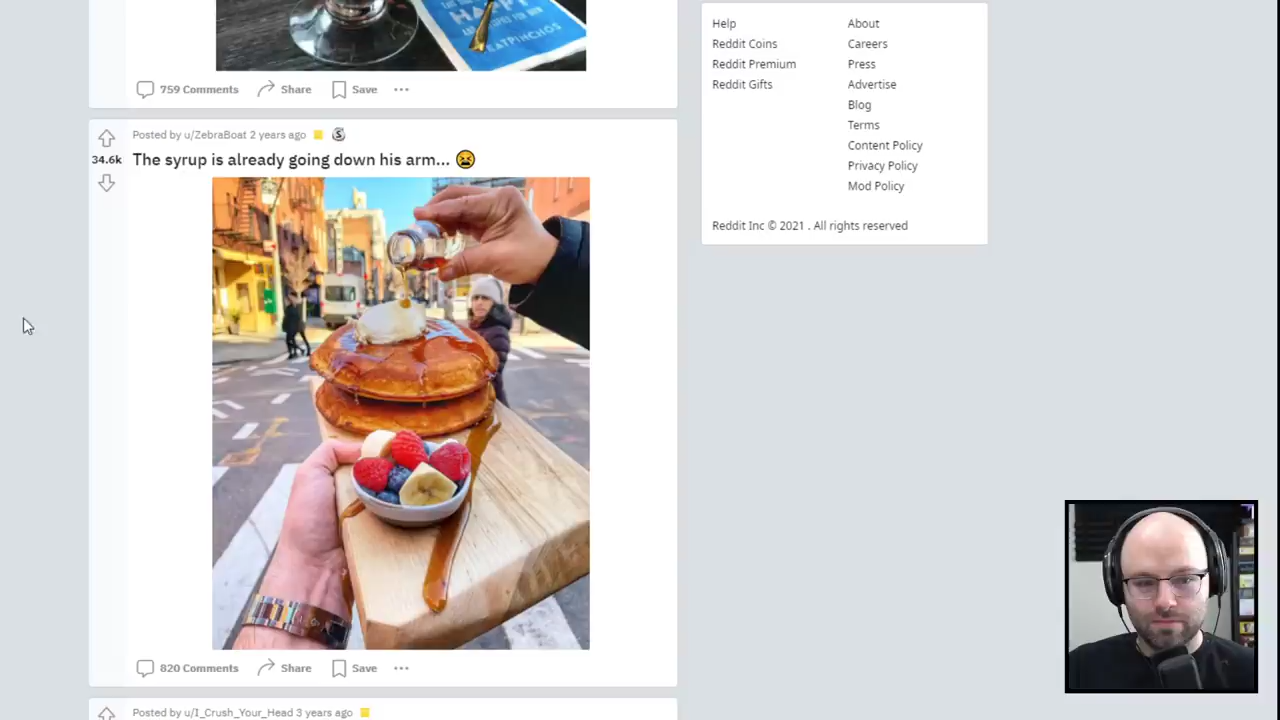 HAPPY
EATPINCHOS
759 Comments
Share
Save
Posted by u/ZebraBoat 2 years ago
34.6k
The syrup is already going down his arm... 😫
820 Comments
Share
Save
Posted by u/I_Crush_Your_Head 3 years ago
Help
About
Reddit Coins
Careers
Reddit Premium
Press
Reddit Gifts
Advertise
Blog
Terms
Content Policy
Privacy Policy
Mod Policy
Reddit Inc © 2021 . All rights reserved